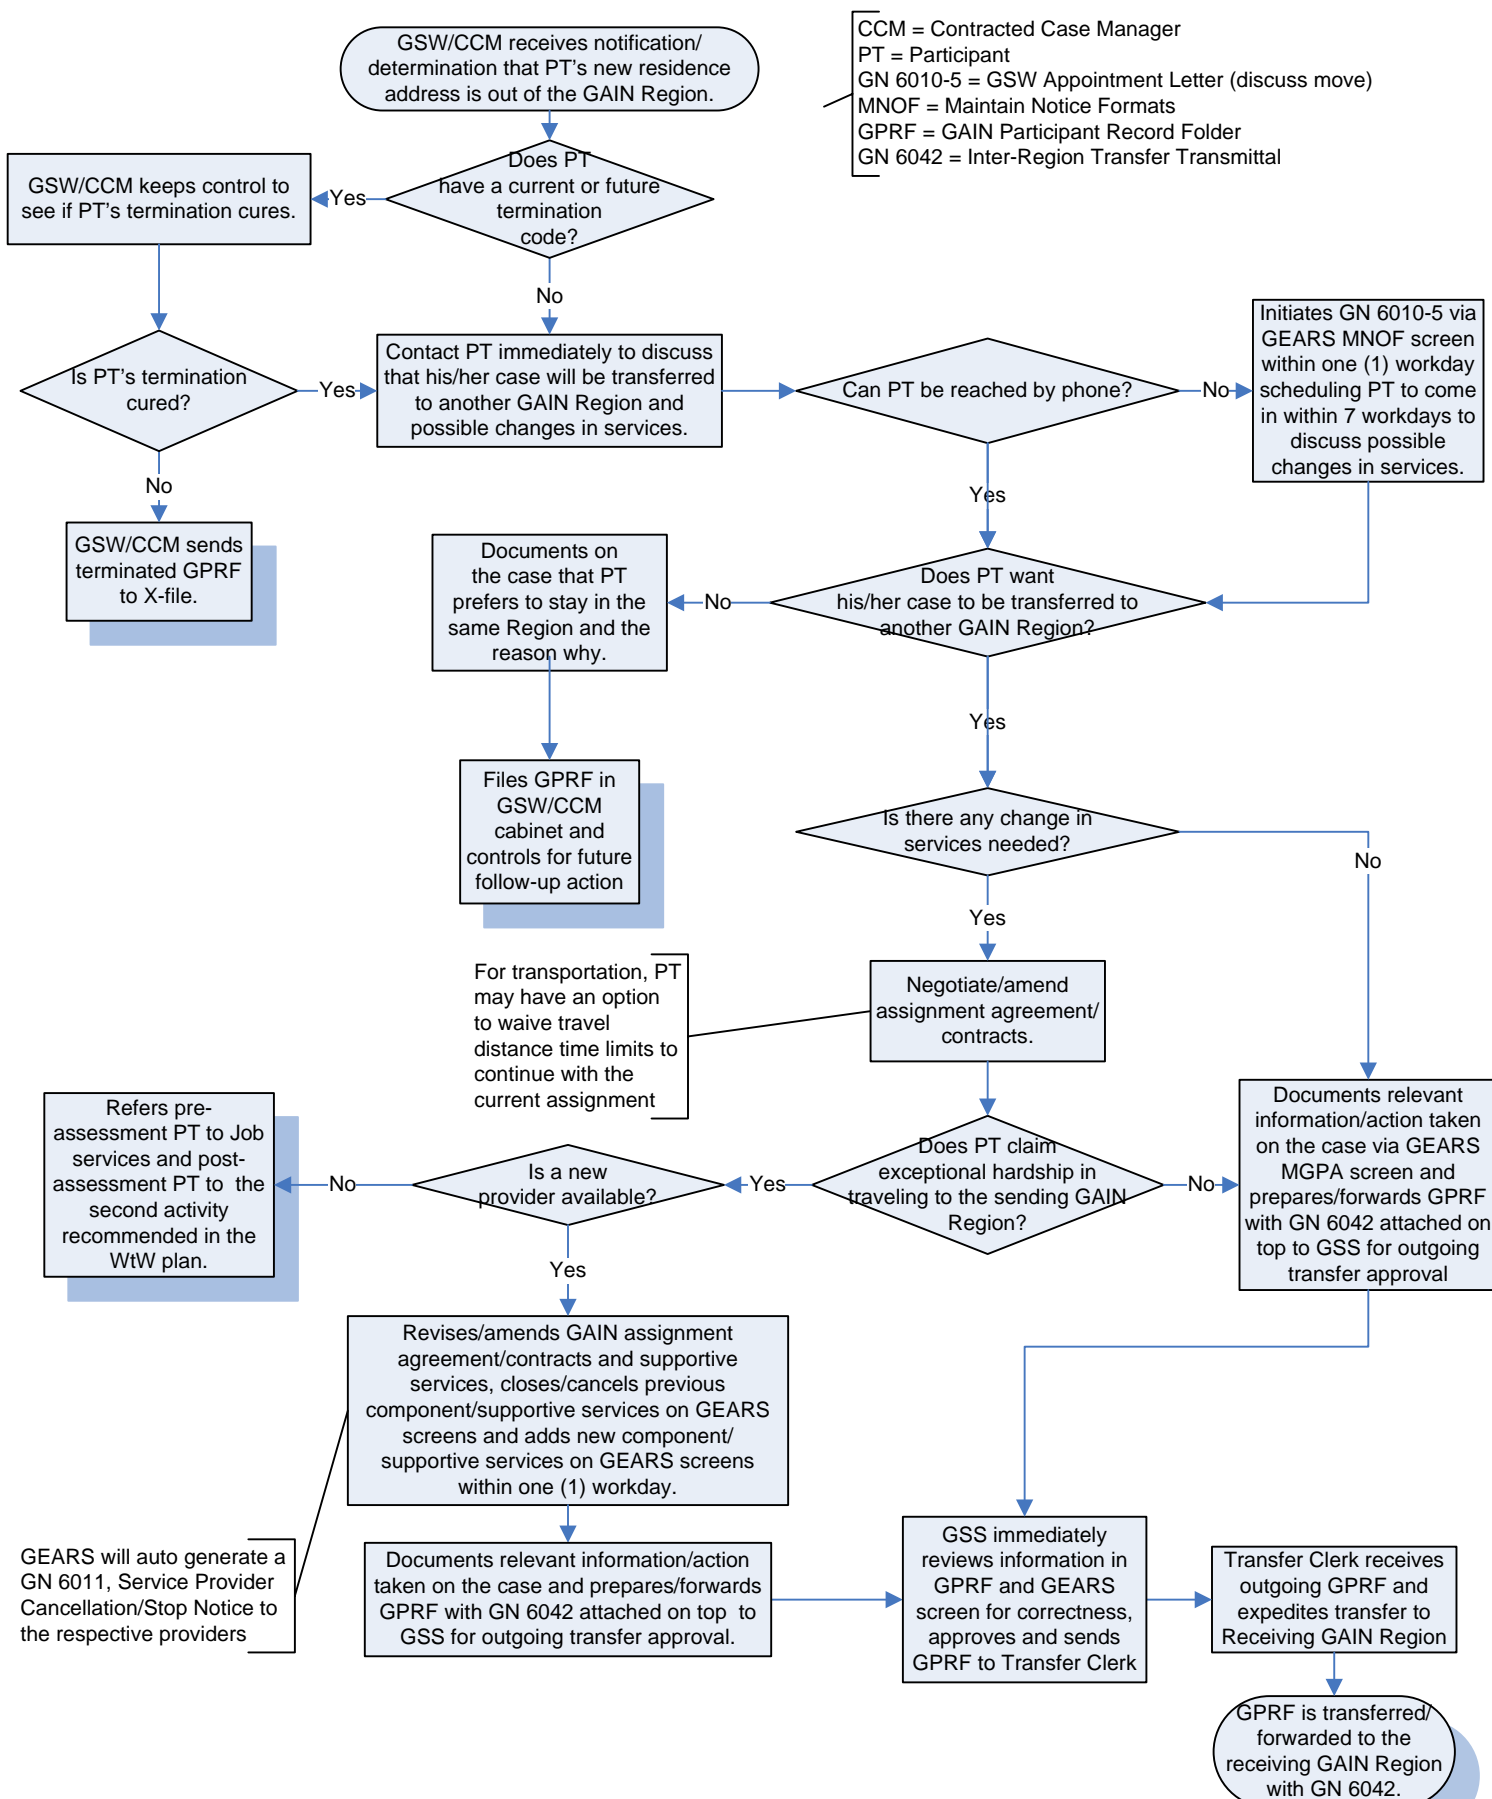 GSW/CCM receives notification/
determination that PT's new residence
address is out of the GAIN Region.
CCM = Contracted Case Manager
PT = Participant
GN 6010-5 = GSW Appointment Letter (discuss move)
MNOF = Maintain Notice Formats
GPRF = GAIN Participant Record Folder
GN 6042 = Inter-Region Transfer Transmittal
Does PT
have a current or future
termination
code?
Yes
No
GSW/CCM keeps control to
see if PT's termination cures.
Is PT's termination
cured?
Yes
No
GSW/CCM sends
terminated GPRF
to X-file.
Contact PT immediately to discuss
that his/her case will be transferred
to another GAIN Region and
possible changes in services.
Can PT be reached by phone?
No
Yes
Initiates GN 6010-5 via
GEARS MNOF screen
within one (1) workday
scheduling PT to come
in within 7 workdays to
discuss possible
changes in services.
Does PT want
his/her case to be transferred to
another GAIN Region?
No
Yes
Documents on
the case that PT
prefers to stay in the
same Region and the
reason why.
Files GPRF in
GSW/CCM
cabinet and
controls for future
follow-up action
Is there any change in
services needed?
No
Yes
Negotiate/amend
assignment agreement/
contracts.
For transportation, PT
may have an option
to waive travel
distance time limits to
continue with the
current assignment
Does PT claim
exceptional hardship in
traveling to the sending GAIN
Region?
Yes
No
Documents relevant
information/action taken
on the case via GEARS
MGPA screen and
prepares/forwards GPRF
with GN 6042 attached on
top to GSS for outgoing
transfer approval
Is a new
provider available?
No
Yes
Refers pre-
assessment PT to Job
services and post-
assessment PT to the
second activity
recommended in the
WtW plan.
Revises/amends GAIN assignment
agreement/contracts and supportive
services, closes/cancels previous
component/supportive services on GEARS
screens and adds new component/
supportive services on GEARS screens
within one (1) workday.
GEARS will auto generate a
GN 6011, Service Provider
Cancellation/Stop Notice to
the respective providers
Documents relevant information/action
taken on the case and prepares/forwards
GPRF with GN 6042 attached on top to
GSS for outgoing transfer approval.
GSS immediately
reviews information in
GPRF and GEARS
screen for correctness,
approves and sends
GPRF to Transfer Clerk
Transfer Clerk receives
outgoing GPRF and
expedites transfer to
Receiving GAIN Region
GPRF is transferred/
forwarded to the
receiving GAIN Region
with GN 6042.